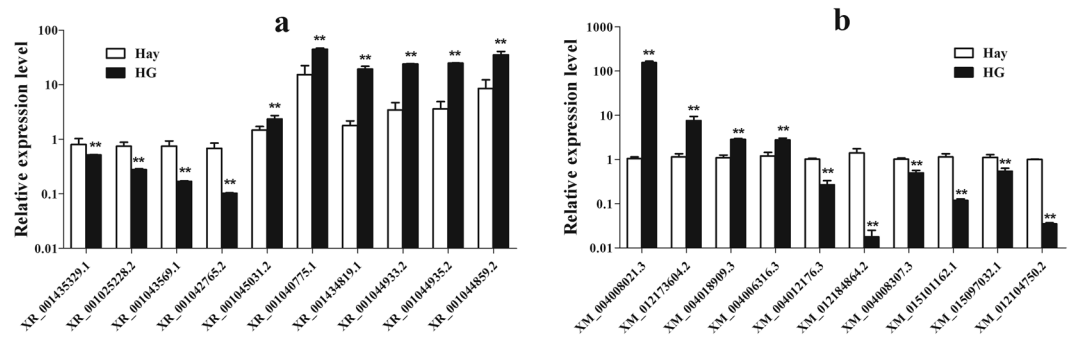 a
Relative expression level
100
10
1
0.1
0.01
Hay
HG
**
**
**
**
**
**
**
**
**
**
XR_001435329.1
XR_001025228.2
XR_001043569.1
XR_001042765.2
XR_001045031.2
XR_001040775.1
XR_001434819.1
XR_001044933.2
XR_001044935.2
XR_001044859.2
b
Relative expression level
1000
100
10
1
0.1
0.01
Hay
HG
**
**
**
**
**
**
**
**
**
**
XM_004008021.3
XM_012173604.2
XM_004018909.3
XM_004006316.3
XM_004012176.3
XM_012184864.2
XM_004008307.3
XM_015101162.1
XM_015097032.1
XM_012104750.2